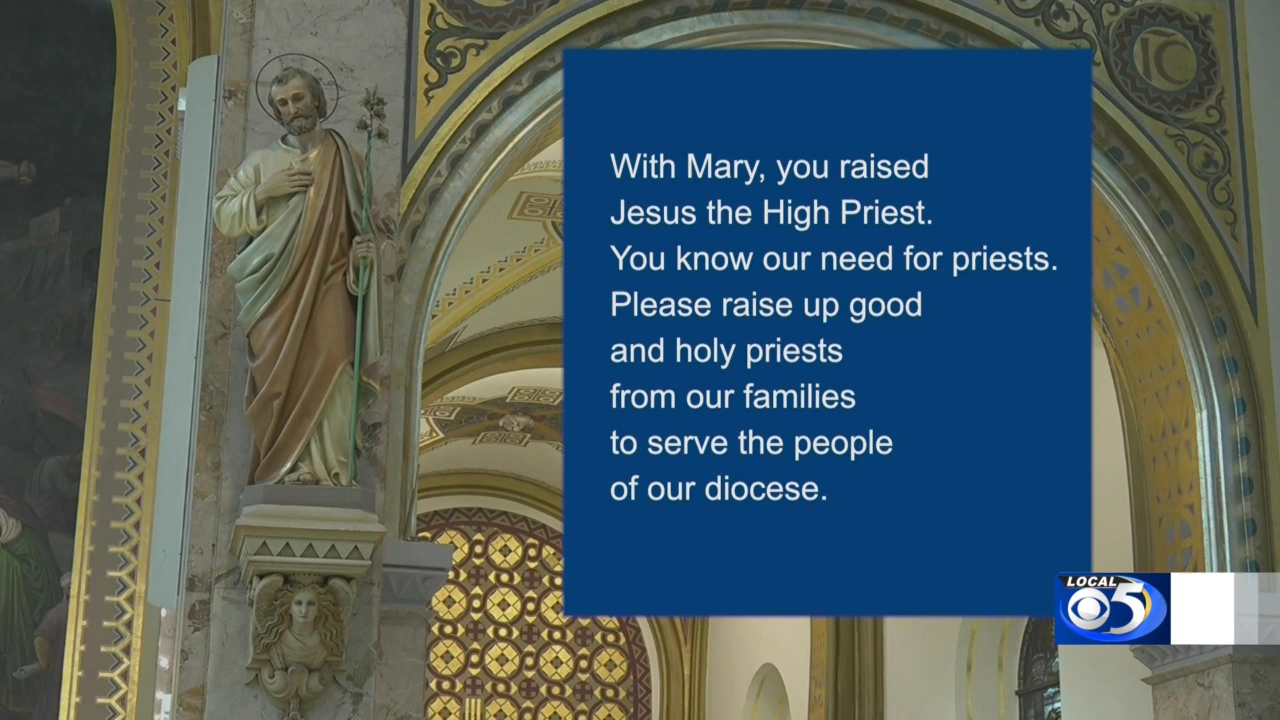 With Mary, you raised
Jesus the High Priest.
You know our need for priests.
Please raise up good
and holy priests
from our families
to serve the people
of our diocese.
LOCAL
5
IC